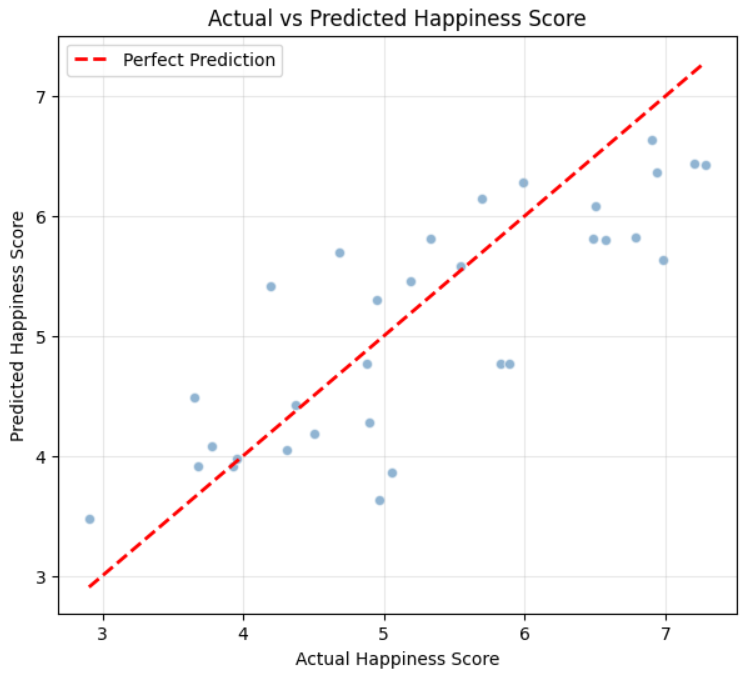 Actual vs Predicted Happiness Score
Perfect Prediction
Predicted Happiness Score
7
6
5
4
3
3 4 5 6 7
Actual Happiness Score